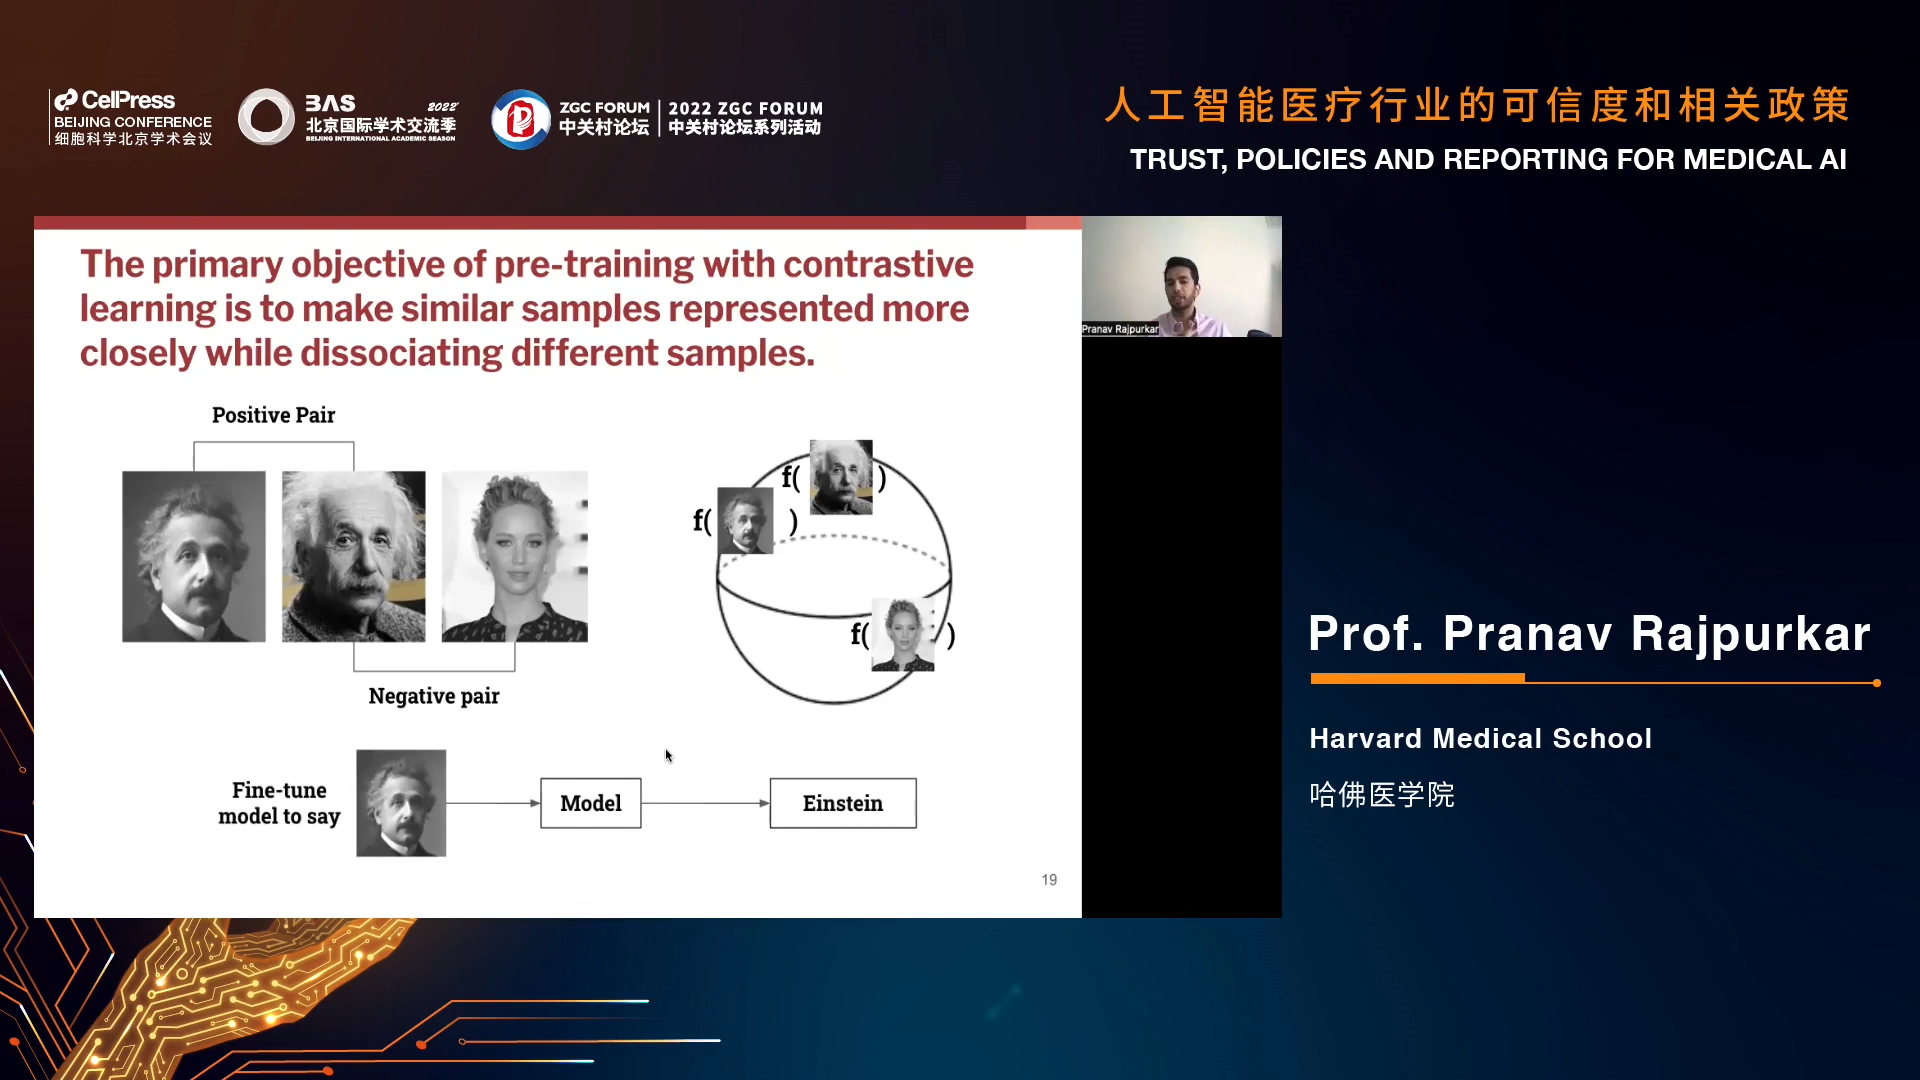 CellPress
BEIJING CONFERENCE
细胞科学北京学术会议
BAS 2022
北京国际学术交流季
BEIJING INTERNATIONAL ACADEMIC SEASON
ZGC FORUM
中关村论坛
2022 ZGC FORUM
中关村论坛系列活动
人工智能医疗行业的可信度和相关政策
TRUST, POLICIES AND REPORTING FOR MEDICAL AI
The primary objective of pre-training with contrastive
learning is to make similar samples represented more
closely while dissociating different samples.
Positive Pair
Negative pair
f( )
f( )
f( )
Fine-tune
model to say
Model
Einstein
19
Pranav Rajpurkar
Prof. Pranav Rajpurkar
Harvard Medical School
哈佛医学院